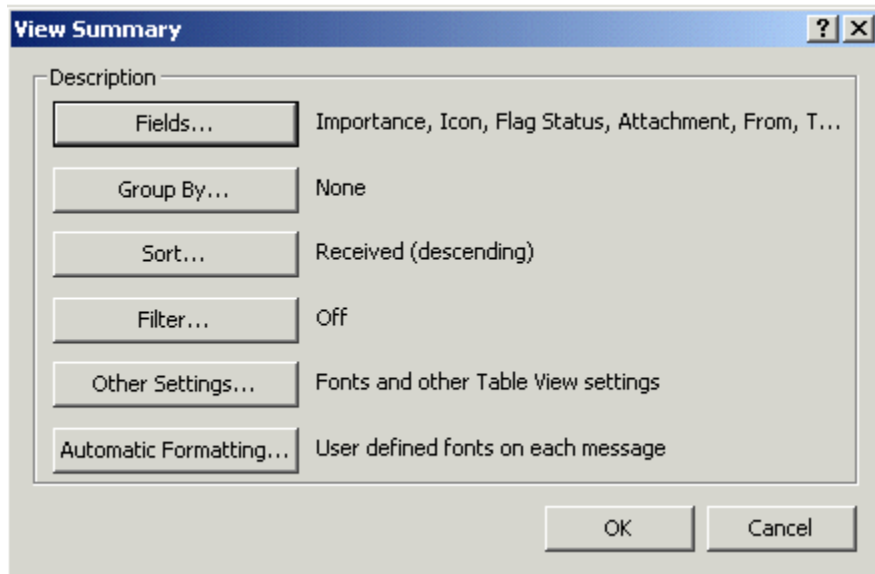 View Summary
Description
Fields... Importance, Icon, Flag Status, Attachment, From, T...
Group By... None
Sort... Received (descending)
Filter... Off
Other Settings... Fonts and other Table View settings
Automatic Formatting... User defined fonts on each message
OK Cancel